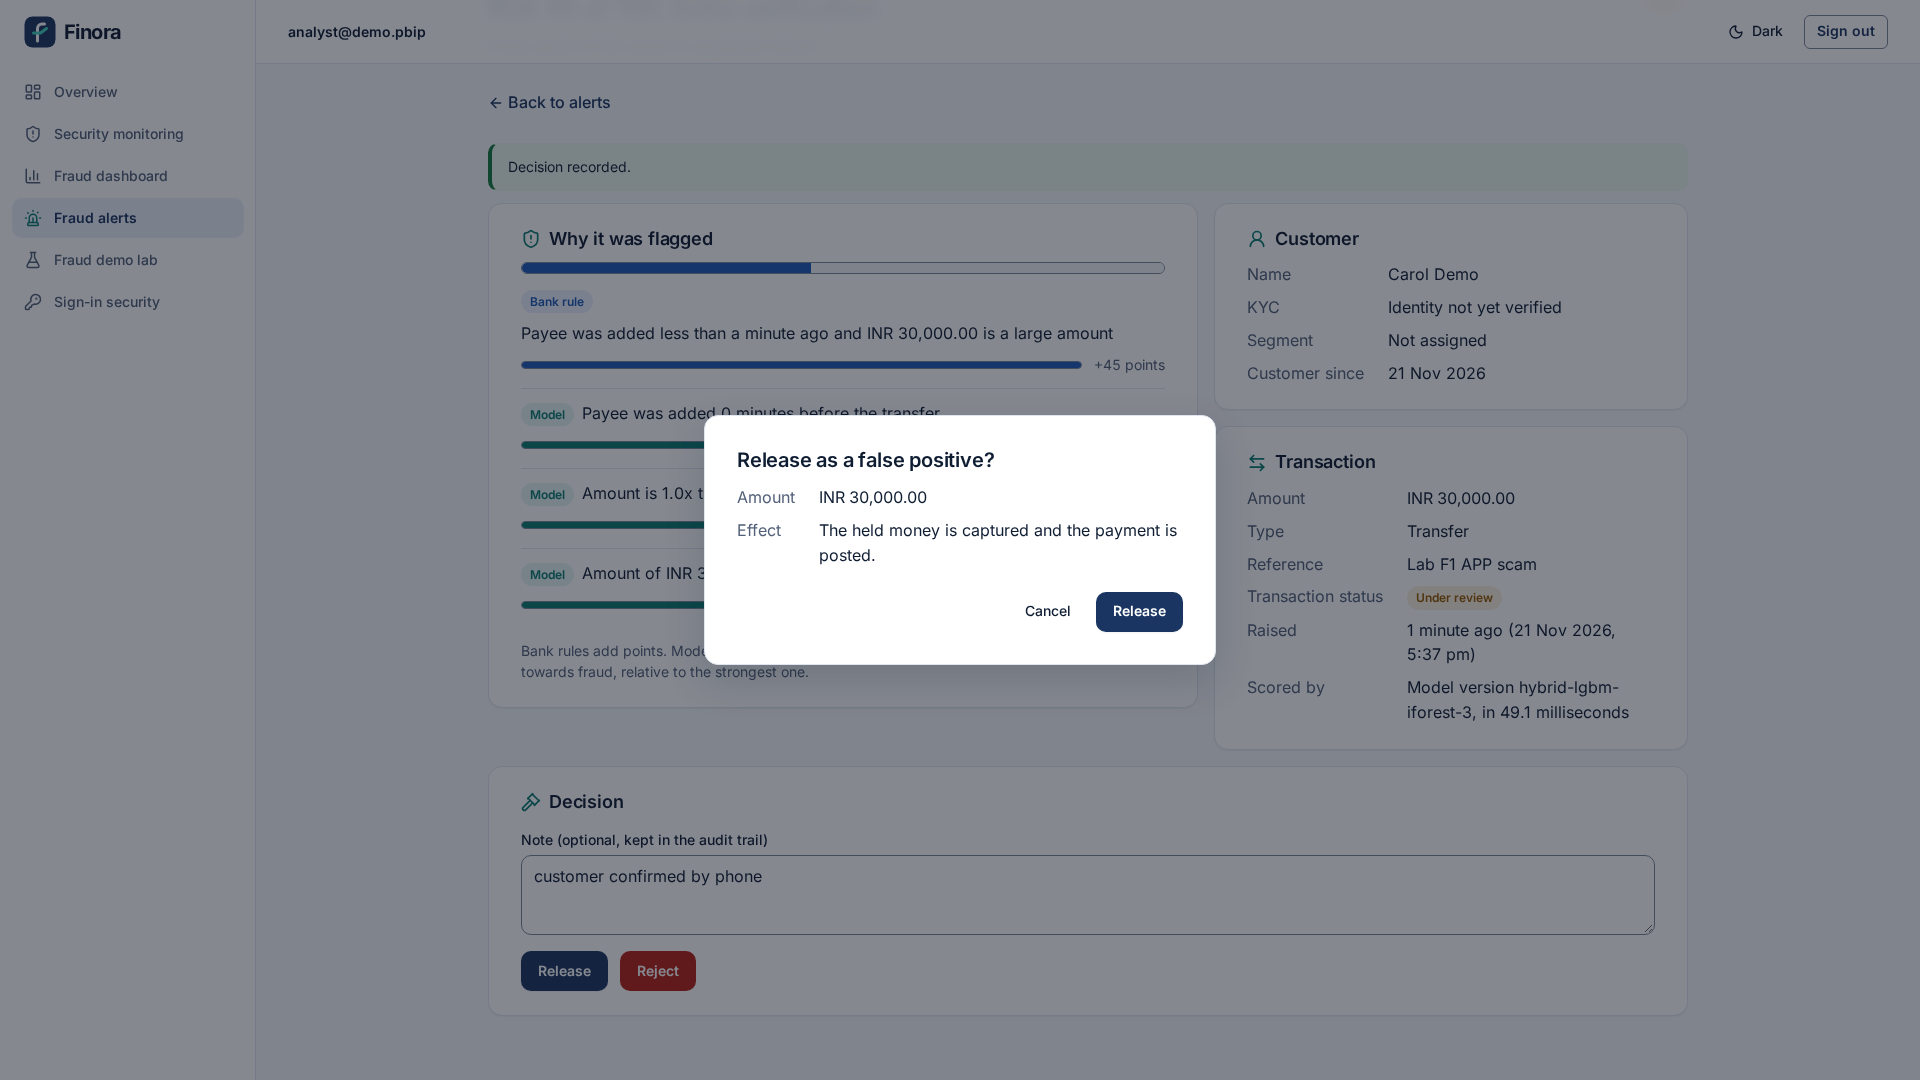 Finora
analyst@demo.pbip
Dark
Sign out
Overview
Security monitoring
Fraud dashboard
Fraud alerts
Fraud demo lab
Sign-in security
Back to alerts
Decision recorded.
Why it was flagged
Bank rule
Payee was added less than a minute ago and INR 30,000.00 is a large amount
+45 points
Model Payee was added 0 minutes before the transfer
Model Amount is 1.0x
Model Amount of INR
Bank rules add points.
towards fraud, relative to the strongest one.
Customer
Name Carol Demo
KYC Identity not yet verified
Segment Not assigned
Customer since 21 Nov 2026
Transaction
Amount INR 30,000.00
Type Transfer
Reference Lab F1 APP scam
Transaction status Under review
Raised 1 minute ago (21 Nov 2026,
5:37 pm)
Scored by Model version hybrid-lgbm-
iforest-3, in 49.1 milliseconds
Release as a false positive?
Amount INR 30,000.00
Effect The held money is captured and the payment is
posted.
Cancel Release
Decision
Note (optional, kept in the audit trail)
customer confirmed by phone
Release Reject